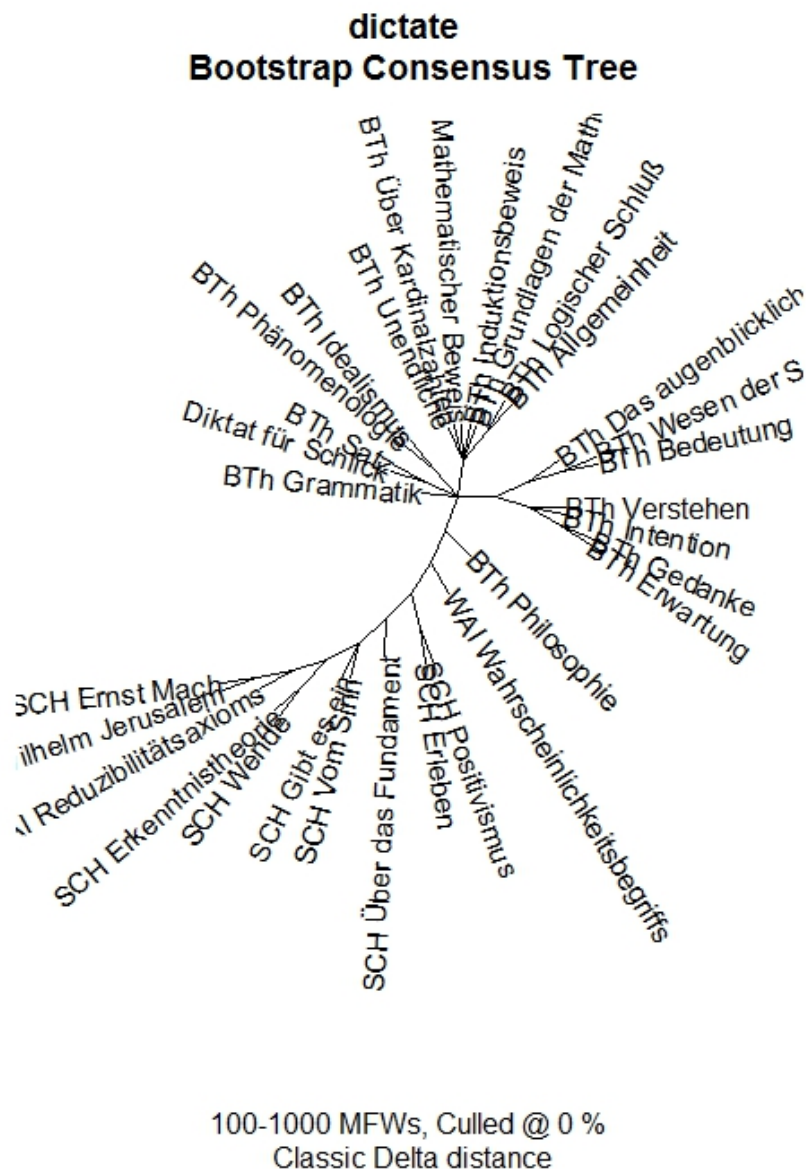 dictate
Bootstrap Consensus Tree
BTh Über Kardinalzahlen
Mathematischer Beweis
BTh Induktionsbeweis
BTh Grundlagen der Math
BTh Logischer Schluß
BTh Allgemeinheit
BTh Unendliche
BTh Idealismus
BTh Phänomenologie
BTh Satz
Diktat für Schlick
BTh Grammatik
BTh Das augenblicklich
BTh Wesen der S
BTh Bedeutung
BTh Verstehen
BTh Intention
BTh Gedanke
BTh Erwartung
BTh Philosophie
WAI Wahrscheinlichkeitsbegriffs
SCH Positivismus
SCH Erleben
SCH Über das Fundament
SCH Vom Sinn
SCH Gibt es ein
SCH Wende
SCH Erkenntnistheorie
AI Reduzibilitätsaxioms
ilhelm Jerusalem
SCH Ernst Mach
100-1000 MFWs, Culled @ 0 %
Classic Delta distance